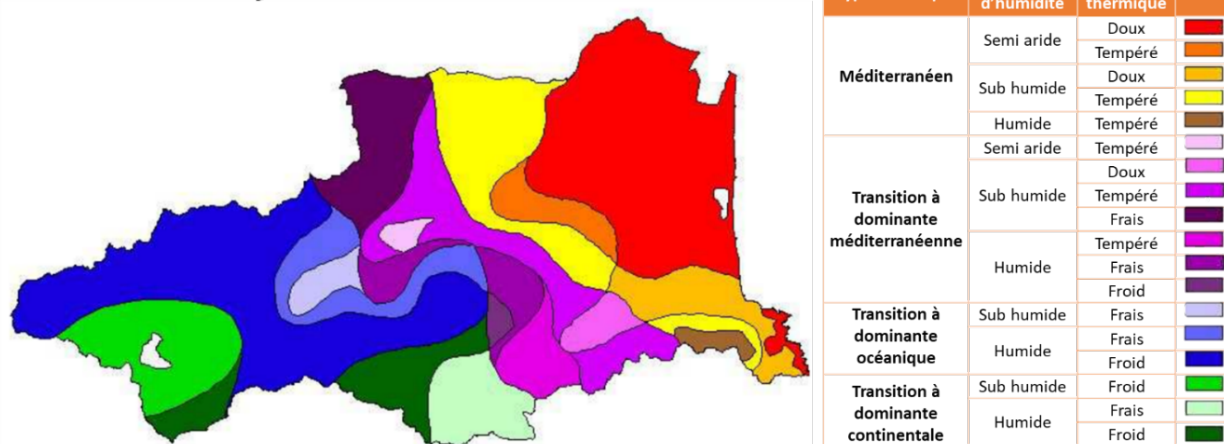 d'humidité thermique
Semi aride Doux
Tempéré
Méditerranéen Sub humide Doux
Tempéré
Humide Tempéré
Semi aride Tempéré
Transition à
dominante
méditerranéenne
Sub humide Doux
Tempéré
Frais
Humide Tempéré
Frais
Froid
Transition à
dominante
océanique
Sub humide Frais
Humide Frais
Froid
Transition à
dominante
continentale
Sub humide Froid
Humide Frais
Froid